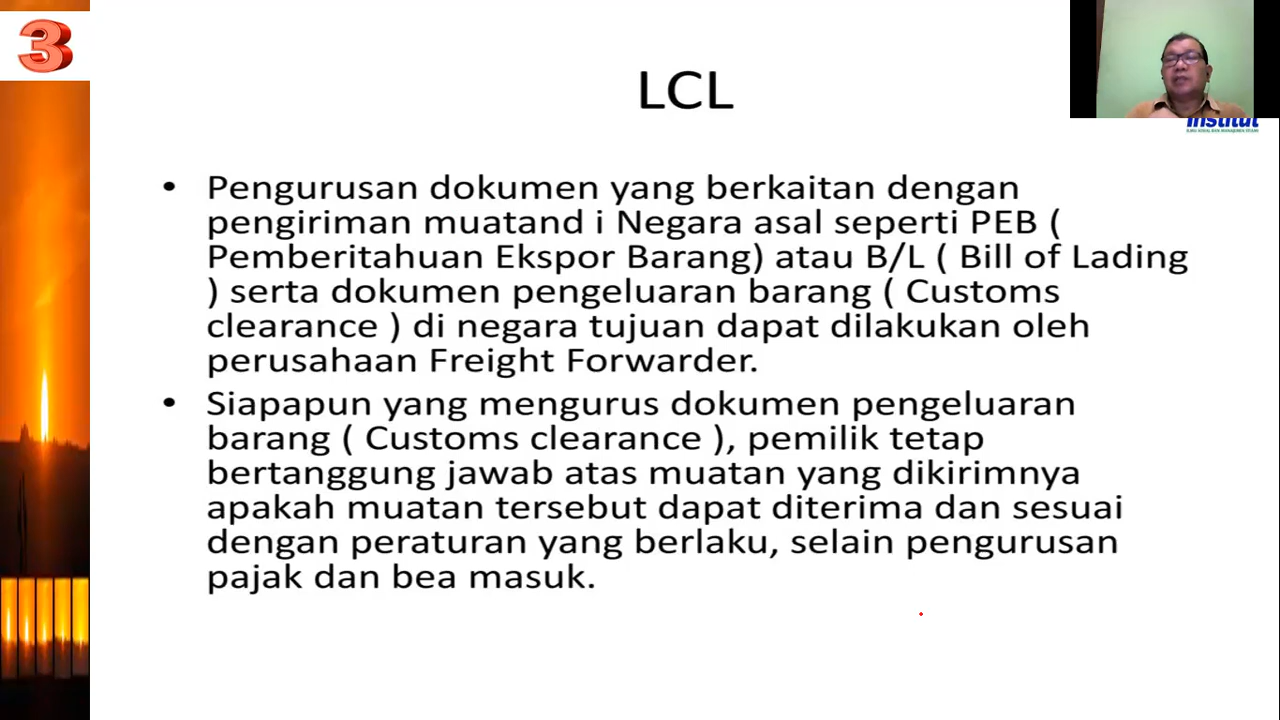 3
LCL
institut
• Pengurusan dokumen yang berkaitan dengan
pengiriman muatand i Negara asal seperti PEB (
Pemberitahuan Ekspor Barang) atau B/L ( Bill of Lading
) serta dokumen pengeluaran barang ( Customs
clearance ) di negara tujuan dapat dilakukan oleh
perusahaan Freight Forwarder.
• Siapapun yang mengurus dokumen pengeluaran
barang ( Customs clearance ), pemilik tetap
bertanggung jawab atas muatan yang dikirimnya
apakah muatan tersebut dapat diterima dan sesuai
dengan peraturan yang berlaku, selain pengurusan
pajak dan bea masuk.